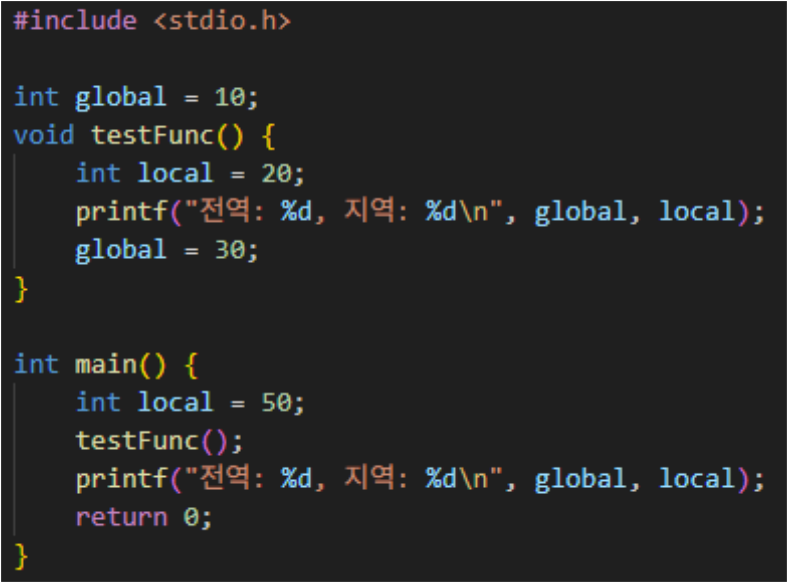 #include <stdio.h>
int global = 10;
void testFunc() {
int local = 20;
printf("전역: %d, 지역: %d\n", global, local);
global = 30;
}
int main() {
int local = 50;
testFunc();
printf("전역: %d, 지역: %d\n", global, local);
return 0;
}